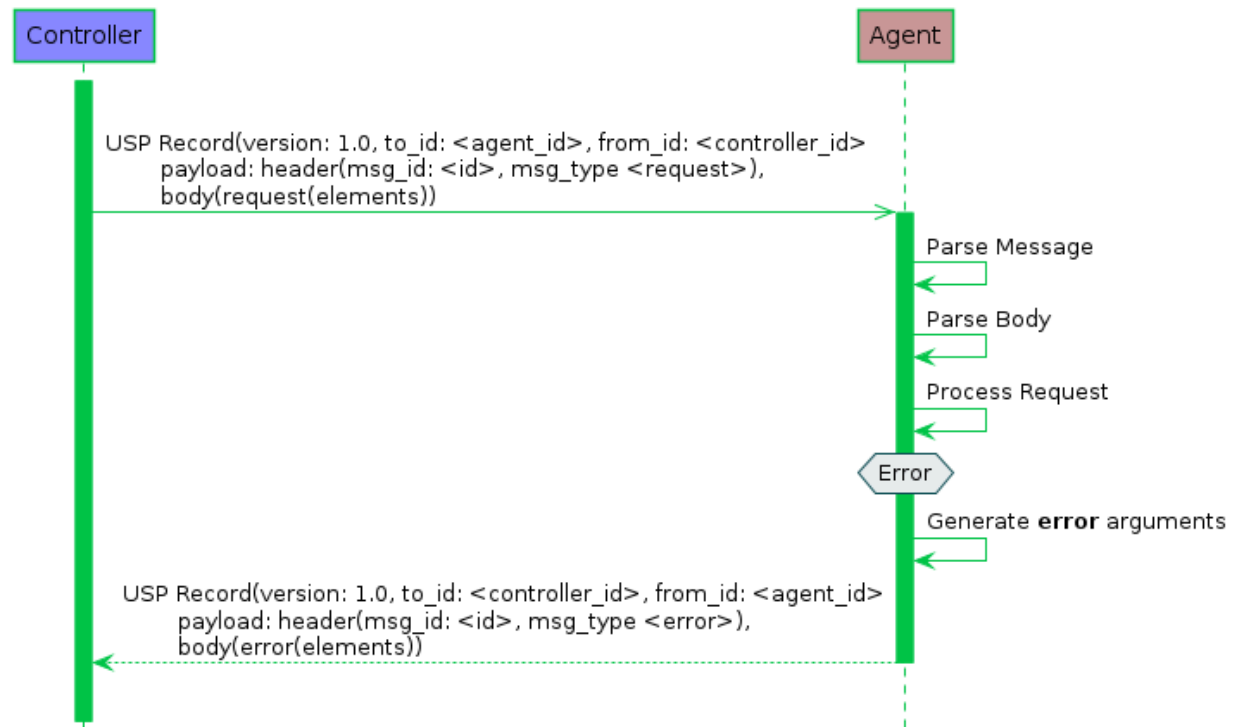 Controller
Agent
USP Record(version: 1.0, to_id: <agent_id>, from_id: <controller_id>
payload: header(msg_id: <id>, msg_type <request>),
body(request(elements))
Parse Message
Parse Body
Process Request
Error
Generate error arguments
USP Record(version: 1.0, to_id: <controller_id>, from_id: <agent_id>
payload: header(msg_id: <id>, msg_type <error>),
body(error(elements))